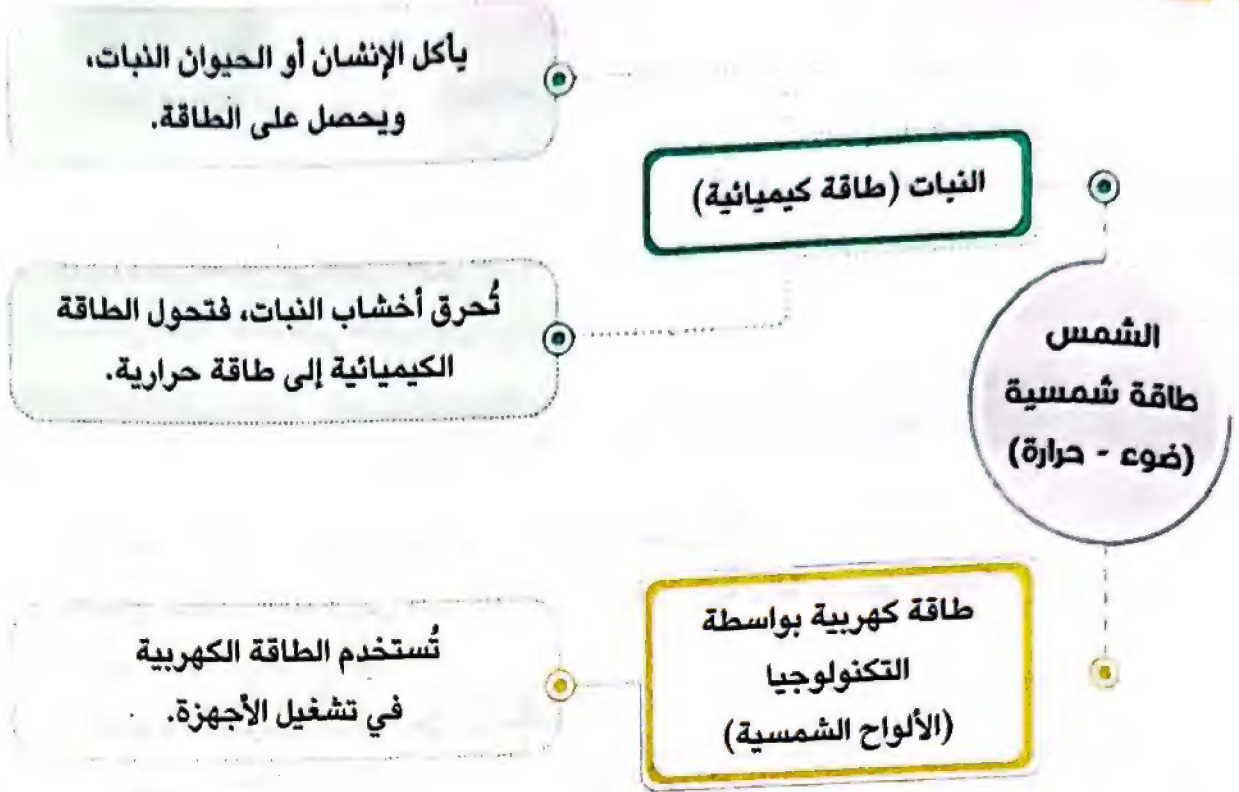 الشمس
طاقة شمسية
(ضوء - حرارة)
النبات (طاقة كيميائية)
يأكل الإنسان أو الحيوان النبات،
ويحصل على الطاقة.
تُحرق أخشاب النبات، فتحول الطاقة
الكيميائية إلى طاقة حرارية.
طاقة كهربية بواسطة
التكنولوجيا
(الألواح الشمسية)
تُستخدم الطاقة الكهربية
في تشغيل الأجهزة.